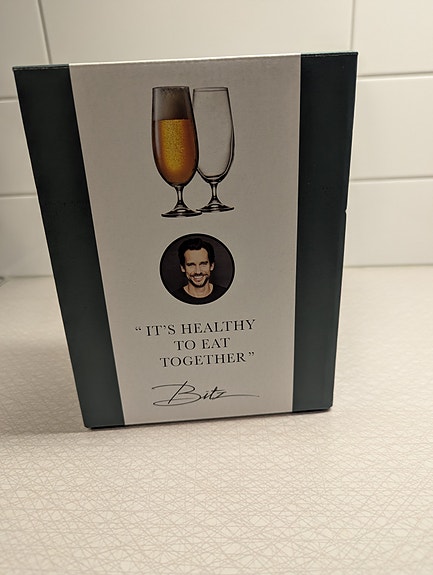 “ IT'S HEALTHY
TO EAT
TOGETHER”
Bitz